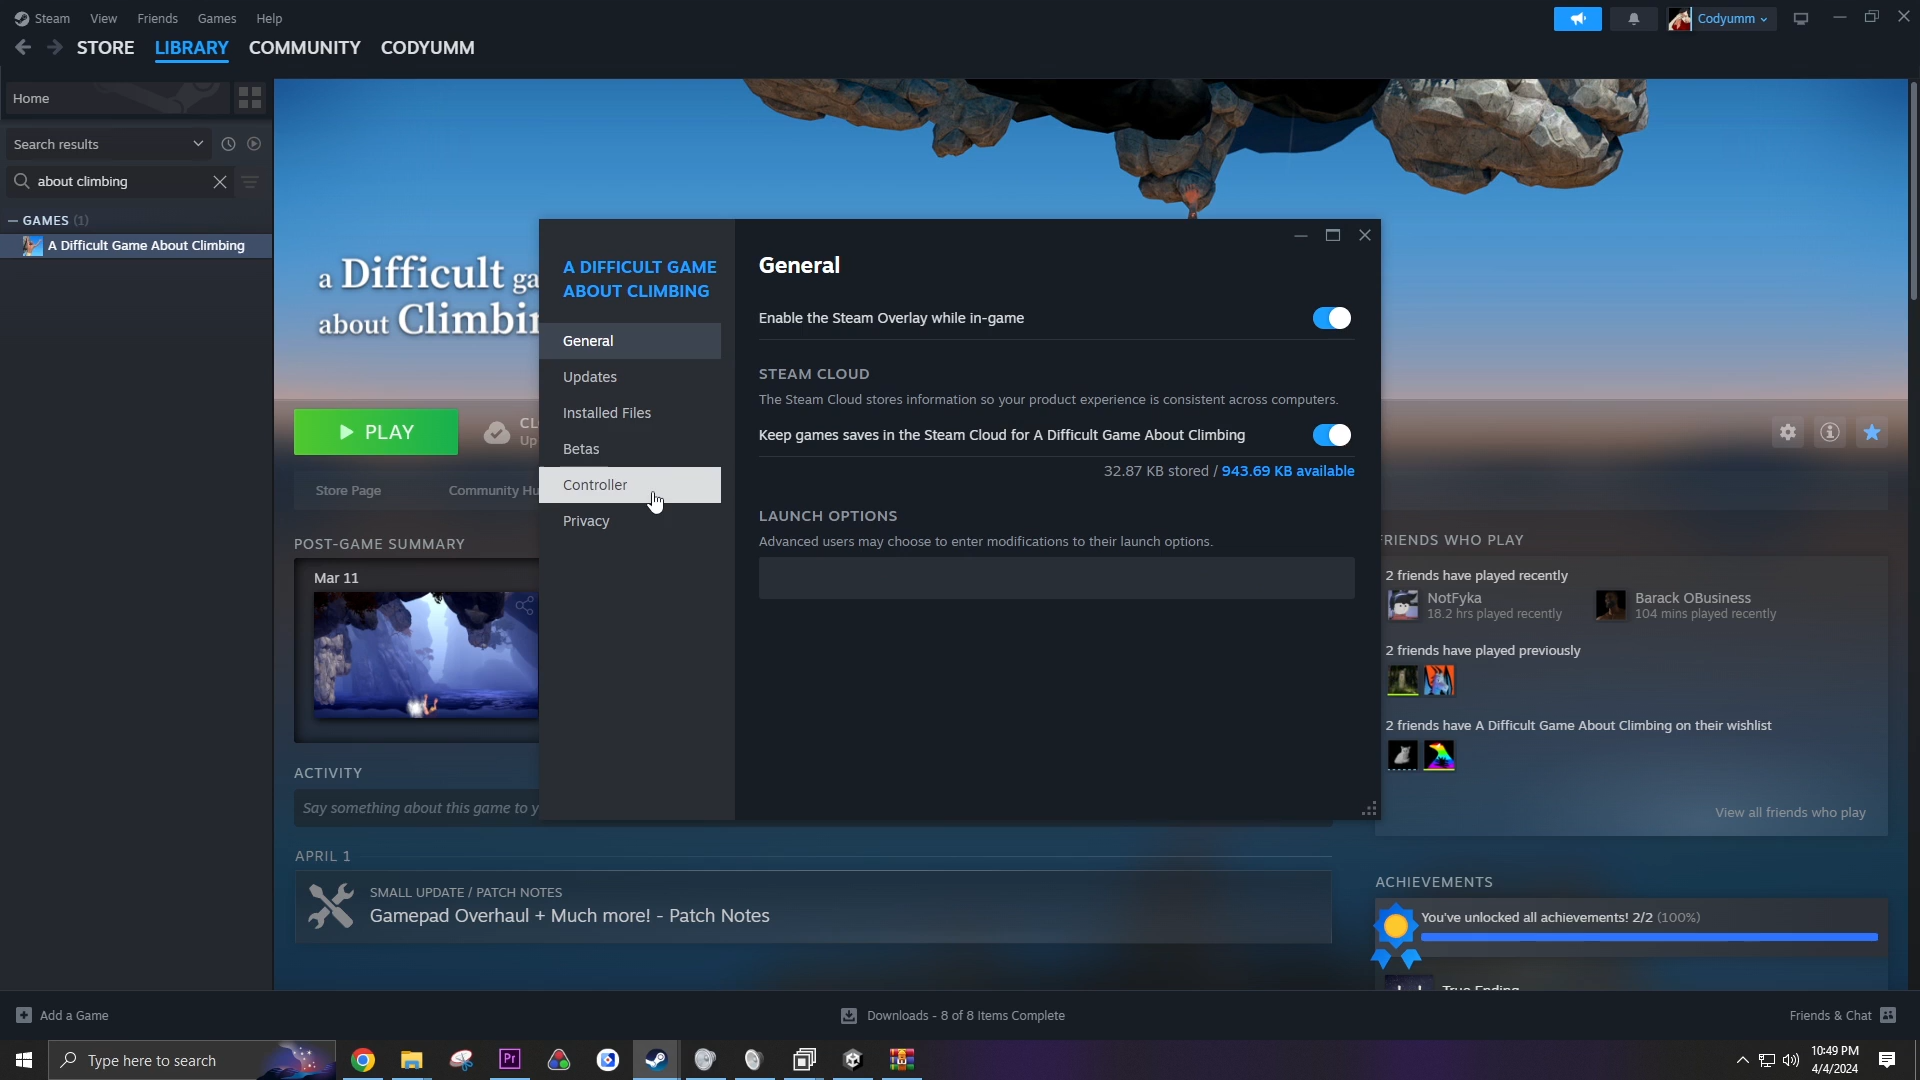 Steam View Friends Games Help
Codyumm
STORE LIBRARY COMMUNITY CODYUMM
Home
Search results
about climbing
GAMES (1)
A Difficult Game About Climbing
a Difficult ga
about Climbin
PLAY
CL
Up
Store Page
Community Hu
POST-GAME SUMMARY
Mar 11
ACTIVITY
Say something about this game to y
APRIL 1
SMALL UPDATE / PATCH NOTES
Gamepad Overhaul + Much more! - Patch Notes
A DIFFICULT GAME
ABOUT CLIMBING
General
Updates
Installed Files
Betas
Controller
Privacy
General
Enable the Steam Overlay while in-game
STEAM CLOUD
The Steam Cloud stores information so your product experience is consistent across computers.
Keep games saves in the Steam Cloud for A Difficult Game About Climbing
32.87 KB stored / 943.69 KB available
LAUNCH OPTIONS
Advanced users may choose to enter modifications to their launch options.
FRIENDS WHO PLAY
2 friends have played recently
NotFyka
18.2 hrs played recently
Barack OBusiness
104 mins played recently
2 friends have played previously
2 friends have A Difficult Game About Climbing on their wishlist
View all friends who play
ACHIEVEMENTS
You've unlocked all achievements! 2/2 (100%)
True Ending
Add a Game
Downloads - 8 of 8 Items Complete
Friends & Chat
Type here to search
Pr
10:49 PM
4/4/2024